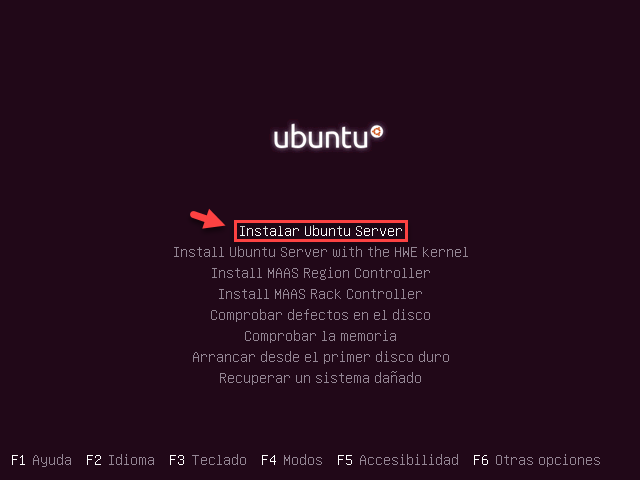 ubuntu
Instalar Ubuntu Server
Install Ubuntu Server with the HWE kernel
Install MAAS Region Controller
Install MAAS Rack Controller
Comprobar defectos en el disco
Comprobar la memoria
Arrancar desde el primer disco duro
Recuperar un sistema dañado
F1 Ayuda F2 Idioma F3 Teclado F4 Modos F5 Accesibilidad F6 Otras opciones